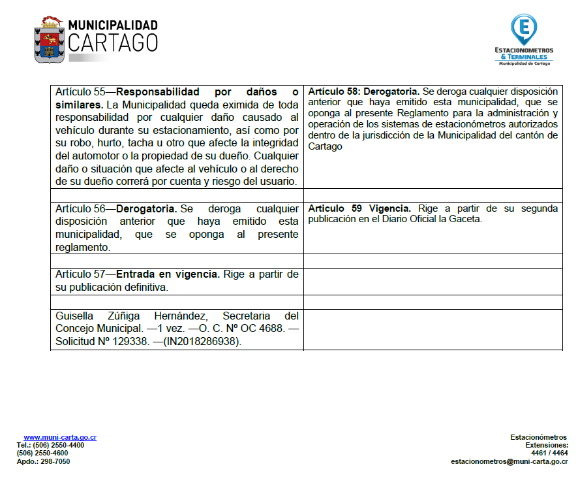 MUNICIPALIDAD
CARTAGO
ESTACIONÓMETROS
& TERMINALES
Municipalidad de Cartago
Artículo 55—Responsabilidad por daños o
similares. La Municipalidad queda eximida de toda
responsabilidad por cualquier daño causado al
vehículo durante su estacionamiento, así como por
su robo, hurto, tacha u otro que afecte la integridad
del automotor o la propiedad de su dueño. Cualquier
daño o situación que afecte al vehículo o al derecho
de su dueño correrá por cuenta y riesgo del usuario.
Artículo 58: Derogatoria. Se deroga cualquier disposición
anterior que haya emitido esta municipalidad, que se
oponga al presente Reglamento para la administración y
operación de los sistemas de estacionómetros autorizados
dentro de la jurisdicción de la Municipalidad del cantón de
Cartago
Artículo 56—Derogatoria. Se deroga cualquier
disposición anterior que haya emitido esta
municipalidad, que se oponga al presente
reglamento.
Artículo 59 Vigencia. Rige a partir de su segunda
publicación en el Diario Oficial la Gaceta.
Artículo 57—Entrada en vigencia. Rige a partir de
su publicación definitiva.
Guisella Zúñiga Hernández, Secretaria del
Concejo Municipal. —1 vez. —O. C. Nº OC 4688. —
Solicitud Nº 129338. —(IN2018286938).
www.muni-carta.go.cr
Tel.: (506) 2550-4400
(506) 2550-4600
Apdo.: 298-7050
Estacionómetros
Extensiones:
4461 / 4464
estacionometros@muni-carta.go.cr